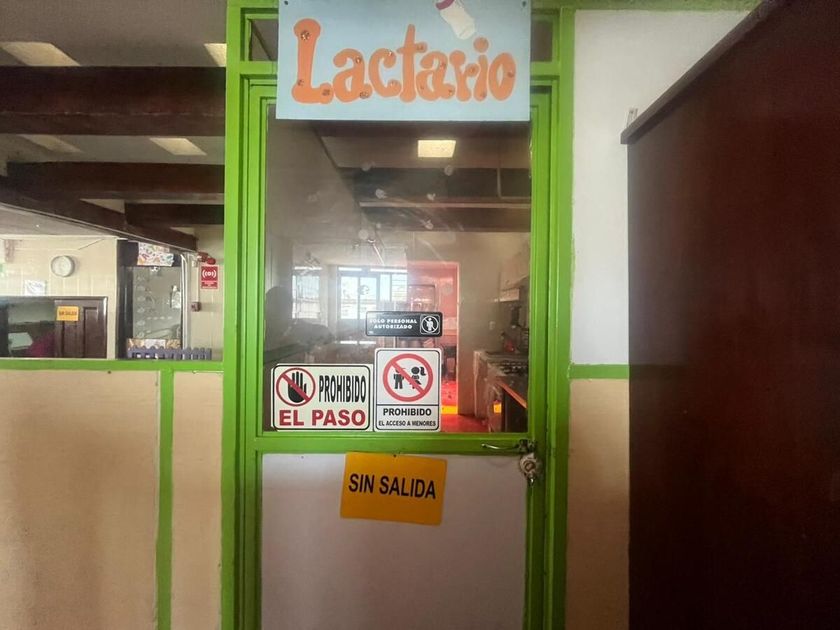 Lactario
SOLO PERSONAL
AUTORIZADO
PROHIBIDO
EL PASO
PROHIBIDO
EL ACCESO A MENORES
SIN SALIDA
SIN SALIDA